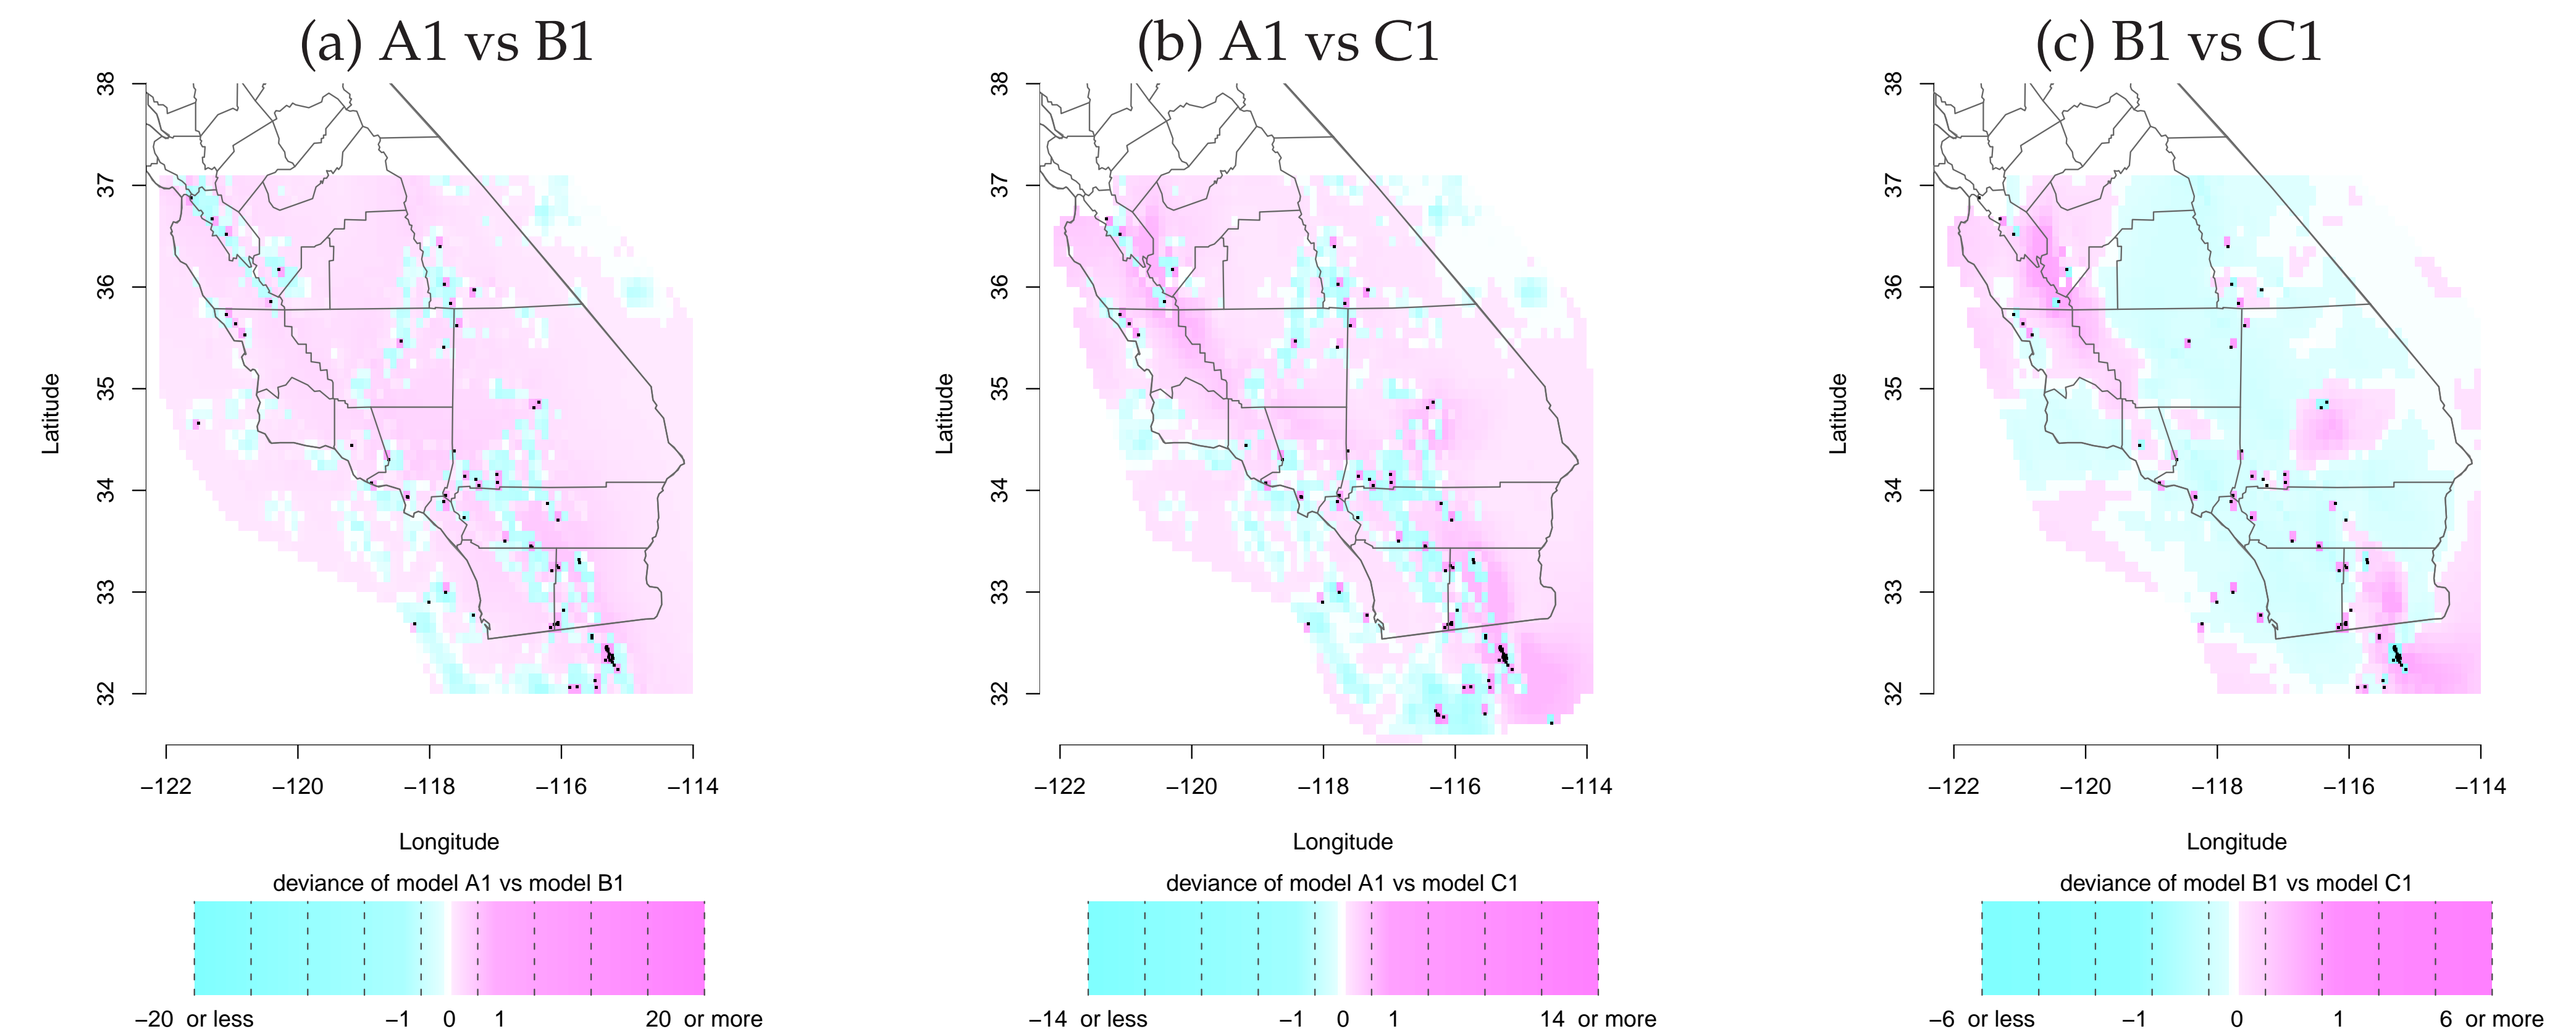 (a) A1 vs B1
38
37
36
35
34
33
32
Latitude
−122 −120 −118 −116 −114
Longitude
deviance of model A1 vs model B1
−20 or less −1 0 1 20 or more
(b) A1 vs C1
38
37
36
35
34
33
32
Latitude
−122 −120 −118 −116 −114
Longitude
deviance of model A1 vs model C1
−14 or less −1 0 1 14 or more
(c) B1 vs C1
38
37
36
35
34
33
32
Latitude
−122 −120 −118 −116 −114
Longitude
deviance of model B1 vs model C1
−6 or less −1 0 1 6 or more